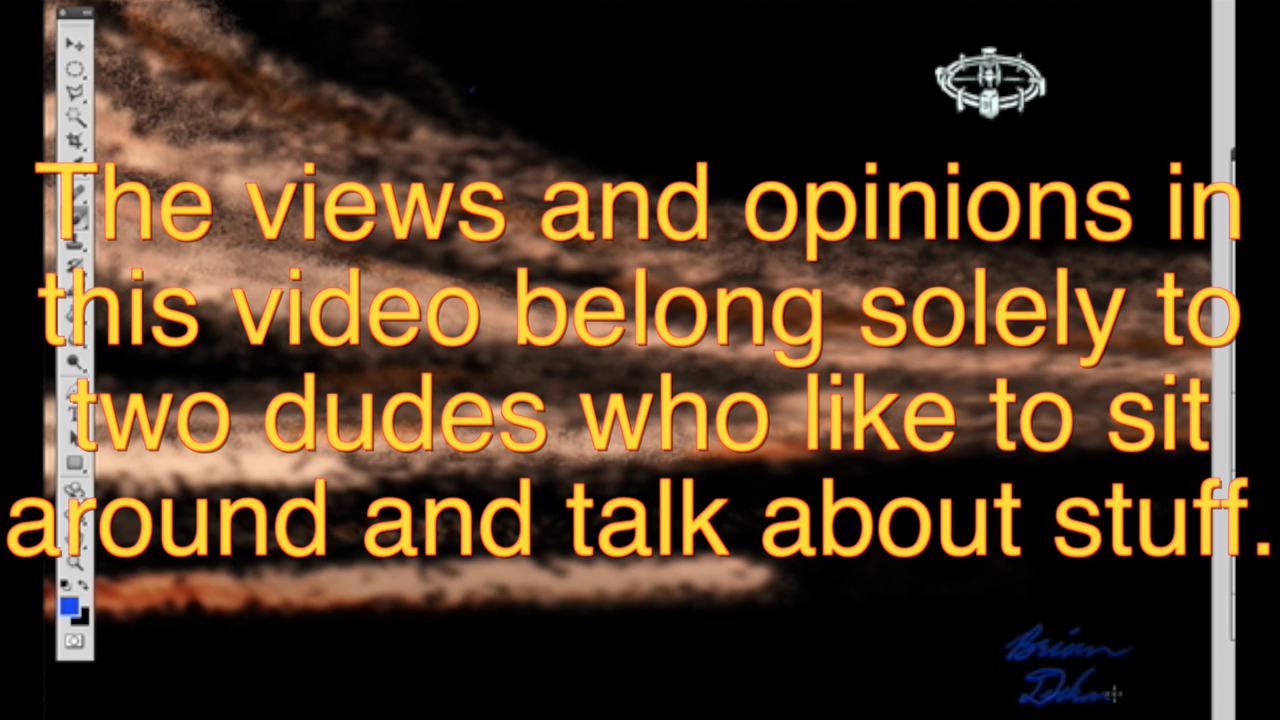 The views and opinions in
this video belong solely to
two dudes who like to sit
around and talk about stuff.
Brian